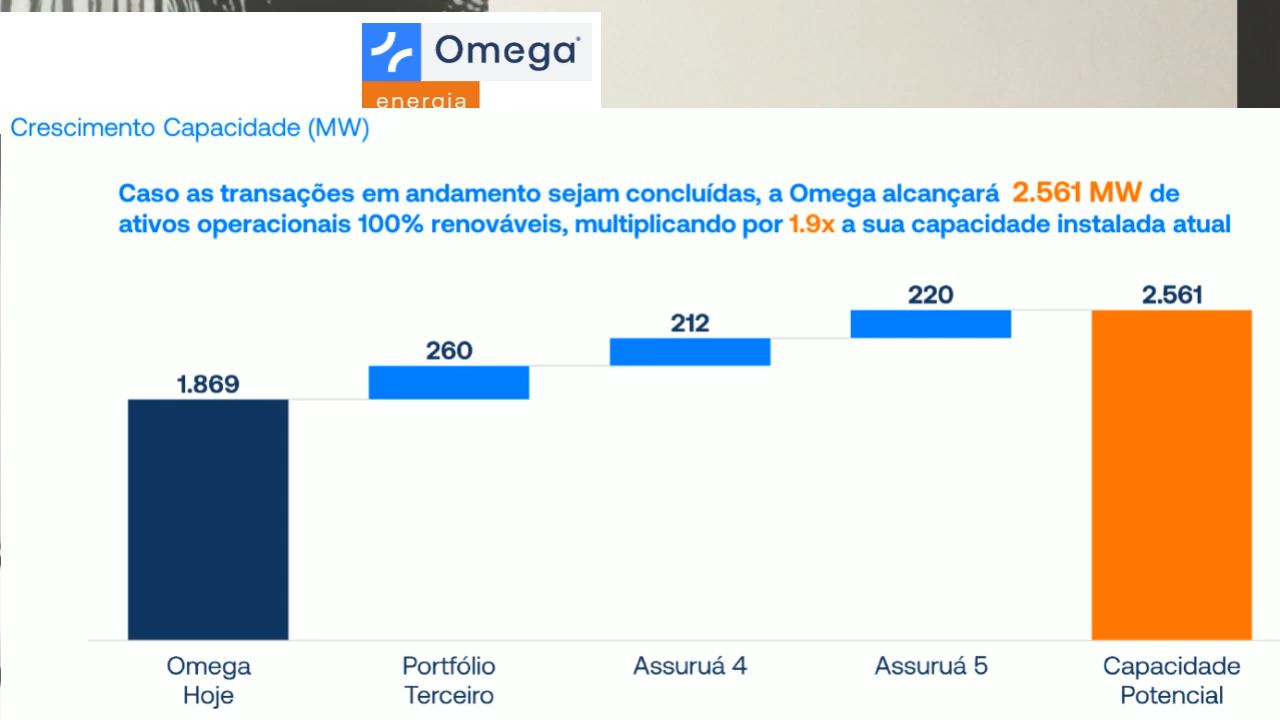 Omega
energia
Crescimento Capacidade (MW)
Caso as transações em andamento sejam concluídas, a Omega alcançará 2.561 MW de
ativos operacionais 100% renováveis, multiplicando por 1.9x a sua capacidade instalada atual
1.869
260
212
220
2.561
Omega
Hoje
Portfólio
Terceiro
Assuruá 4
Assuruá 5
Capacidade
Potencial